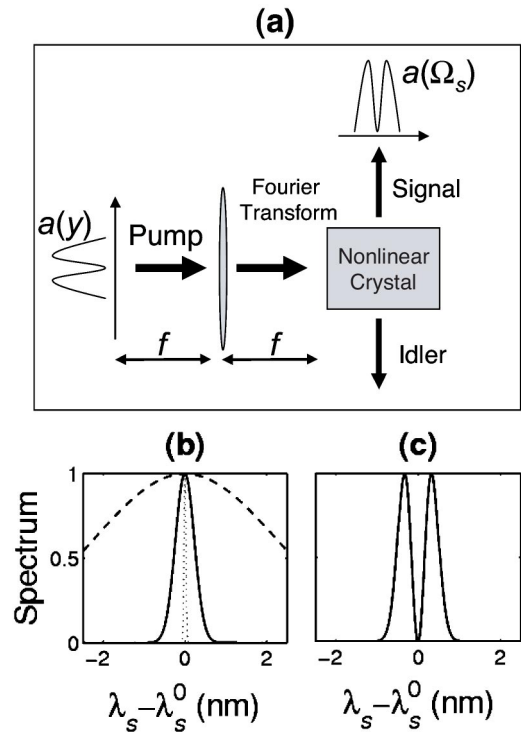 (a)
a(Ωs)
Fourier
Transform
Signal
a(y)
Pump
Nonlinear
Crystal
f
f
Idler
(b)
(c)
Spectrum
1
0.5
0
-2
0
2
-2
0
2
λs–λs0 (nm)
λs–λs0 (nm)